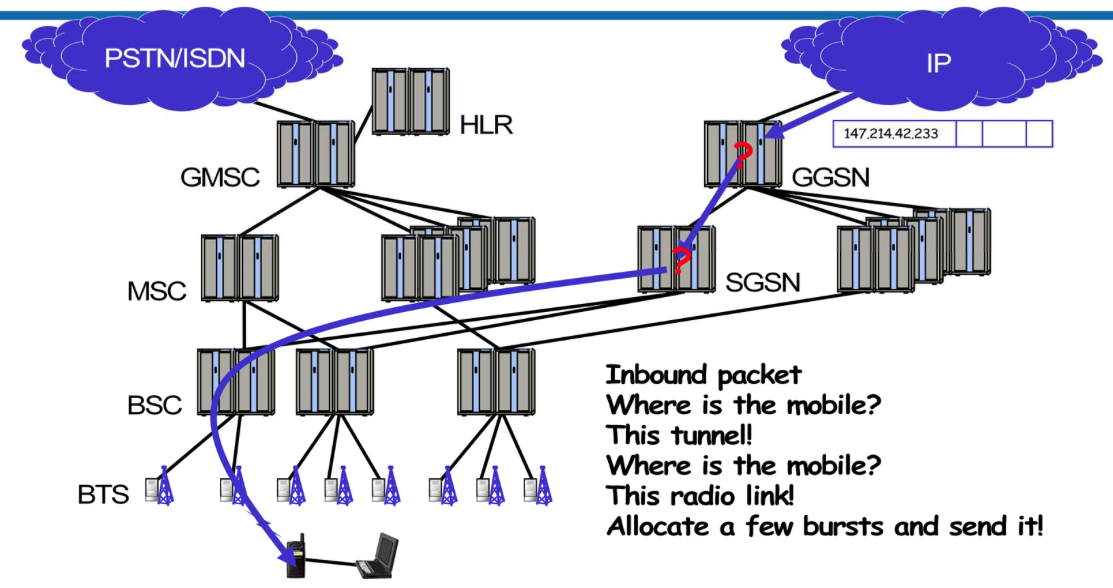 PSTN/ISDN
IP
HLR
147.214.42.233
GMSC
?
GGSN
MSC
?
SGSN
BSC
Inbound packet
Where is the mobile?
This tunnel!
Where is the mobile?
This radio link!
Allocate a few bursts and send it!
BTS